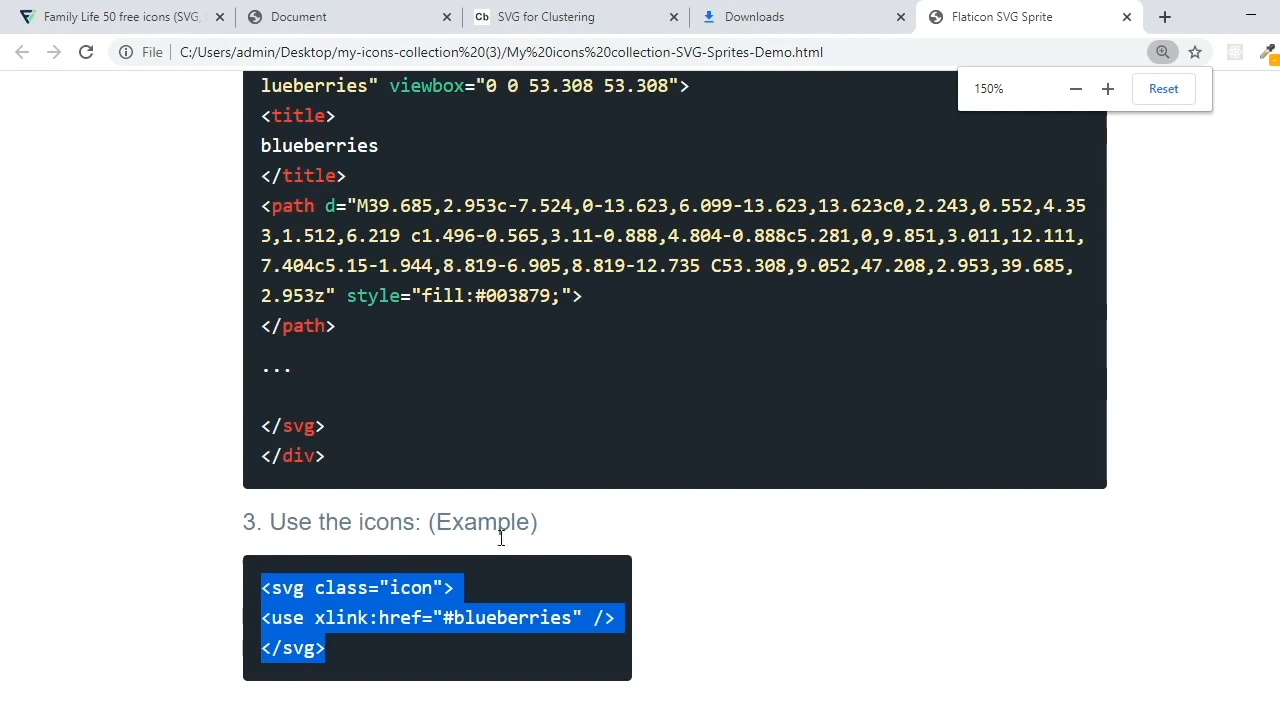 Family Life 50 free icons (SVG,
Document
Cb SVG for Clustering
Downloads
Flaticon SVG Sprite
File
C:/Users/admin/Desktop/my-icons-collection%20(3)/My%20icons%20collection-SVG-Sprites-Demo.html
150%
Reset
lueberries" viewbox="0 0 53.308 53.308">
<title>
blueberries
</title>
<path d="M39.685,2.953c-7.524,0-13.623,6.099-13.623,13.623c0,2.243,0.552,4.35
3,1.512,6.219 c1.496-0.565,3.11-0.888,4.804-0.888c5.281,0,9.851,3.011,12.111,
7.404c5.15-1.944,8.819-6.905,8.819-12.735 C53.308,9.052,47.208,2.953,39.685,
2.953z" style="fill:#003879;">
</path>
...
</svg>
</div>
3. Use the icons: (Example)
<svg class="icon">
<use xlink:href="#blueberries" />
</svg>